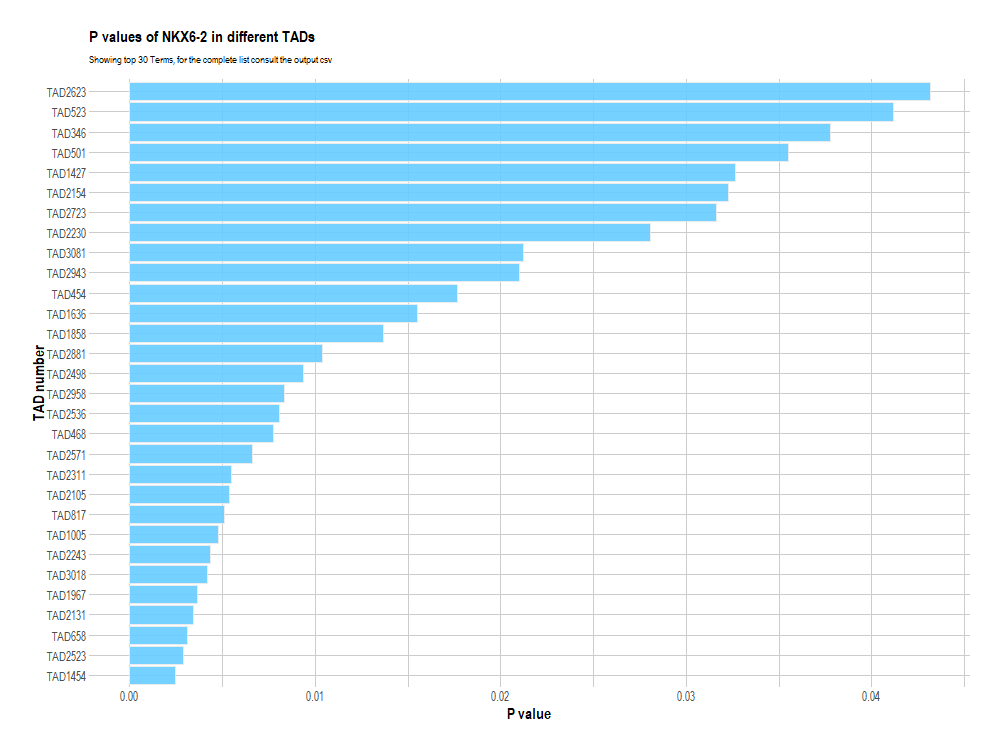 P values of NKX6-2 in different TADs
Showing top 30 Terms, for the complete list consult the output csv
TAD2623
TAD523
TAD346
TAD501
TAD1427
TAD2154
TAD2723
TAD2230
TAD3081
TAD2943
TAD454
TAD1636
TAD1858
TAD2881
TAD2498
TAD2958
TAD2536
TAD468
TAD2571
TAD2311
TAD2105
TAD817
TAD1005
TAD2243
TAD3018
TAD1967
TAD2131
TAD658
TAD2523
TAD1454
TAD number
0.00 0.01 0.02 0.03 0.04
P value